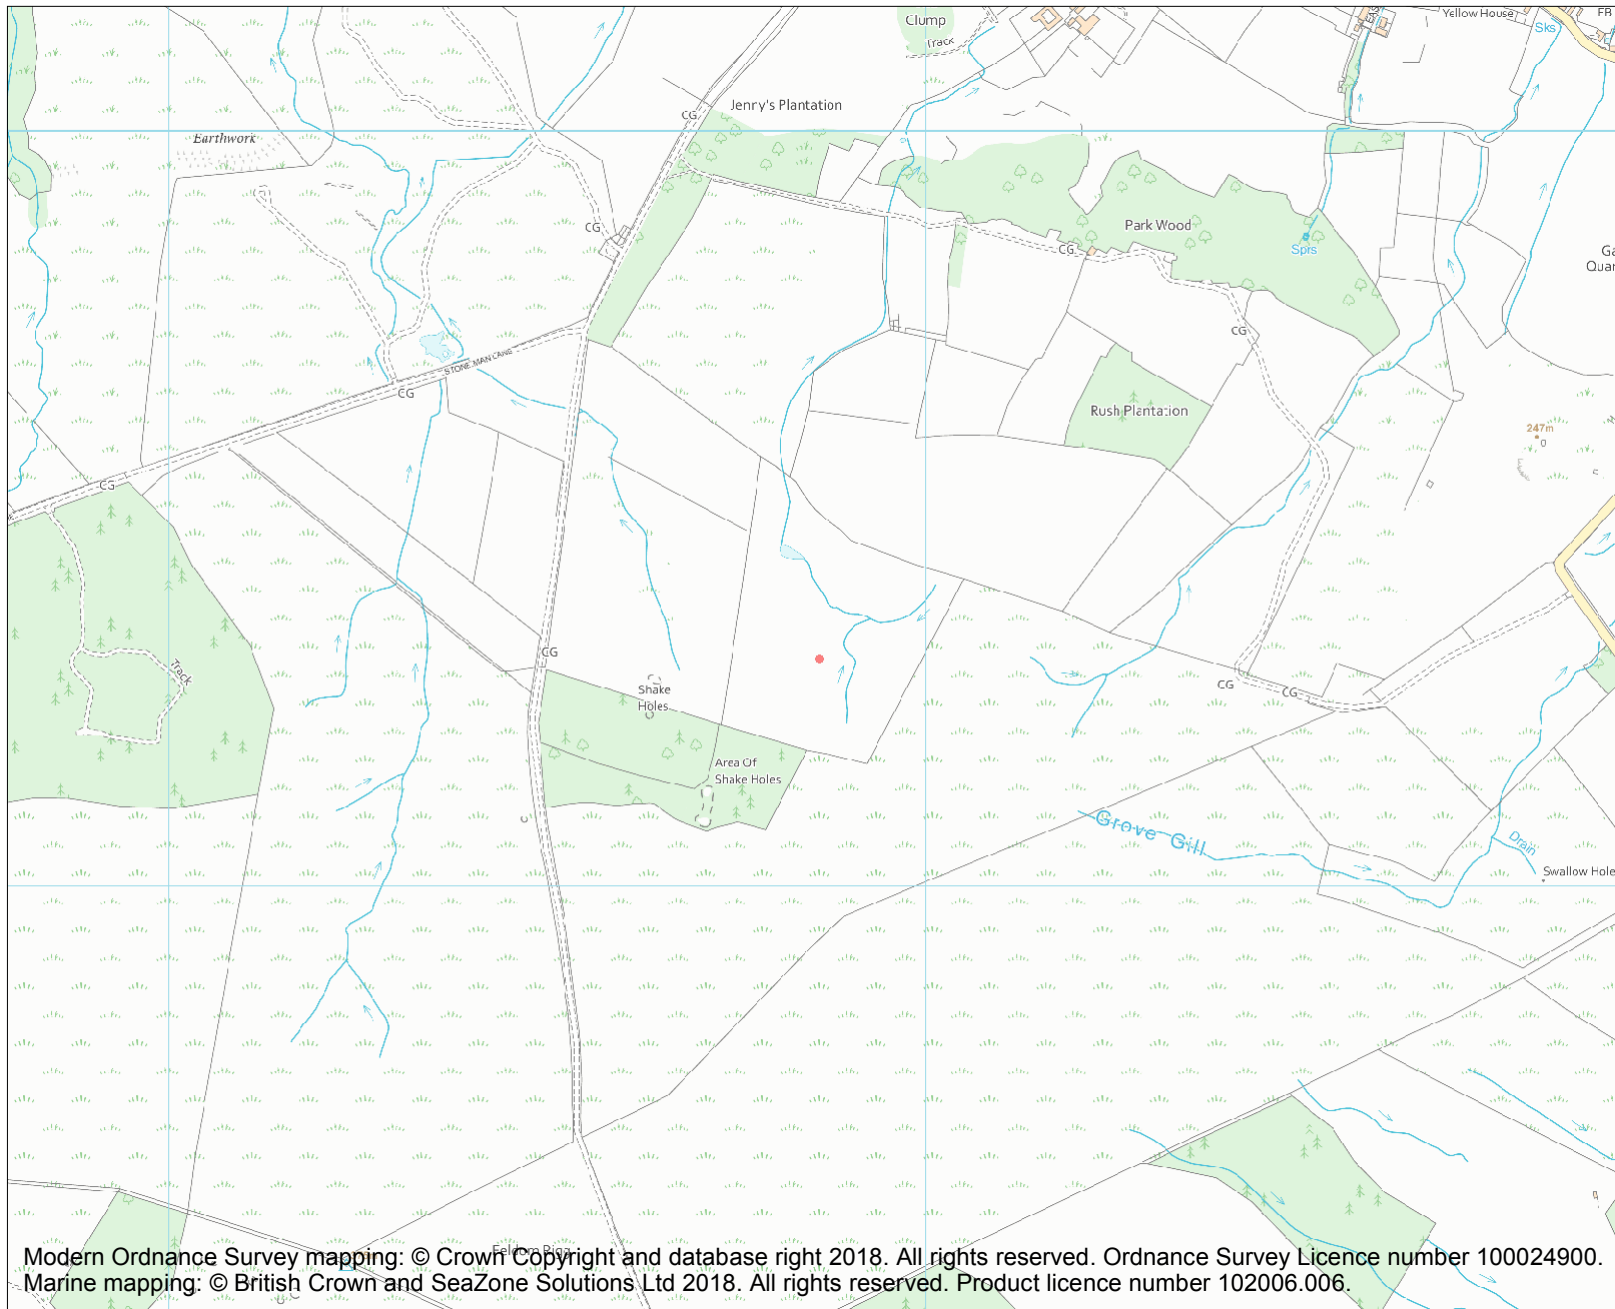 Clump
Track
Yellow House
Sks
Jenry's Plantation
CG
Earthwork
CG
Park Wood
CG
Sprs
STONE MAN LANE
CG
CG
Rush Plantation
247m
CG
Track
CG
Shake
Holes
CG
CG
Area Of
Shake Holes
Grove Gill
Drain
Swallow Hole
Feldom Rigg
Modern Ordnance Survey mapping: © Crown Copyright and database right 2018. All rights reserved. Ordnance Survey Licence number 100024900.
Marine mapping: © British Crown and SeaZone Solutions Ltd 2018. All rights reserved. Product licence number 102006.006.